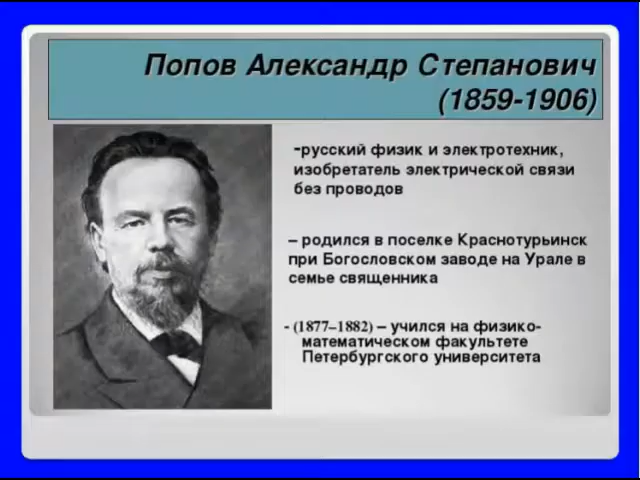 Попов Александр Степанович
(1859-1906)
-русский физик и электротехник,
изобретатель электрической связи
без проводов
– родился в поселке Краснотурьинск
при Богословском заводе на Урале в
семье священника
- (1877–1882) – учился на физико-
математическом факультете
Петербургского университета